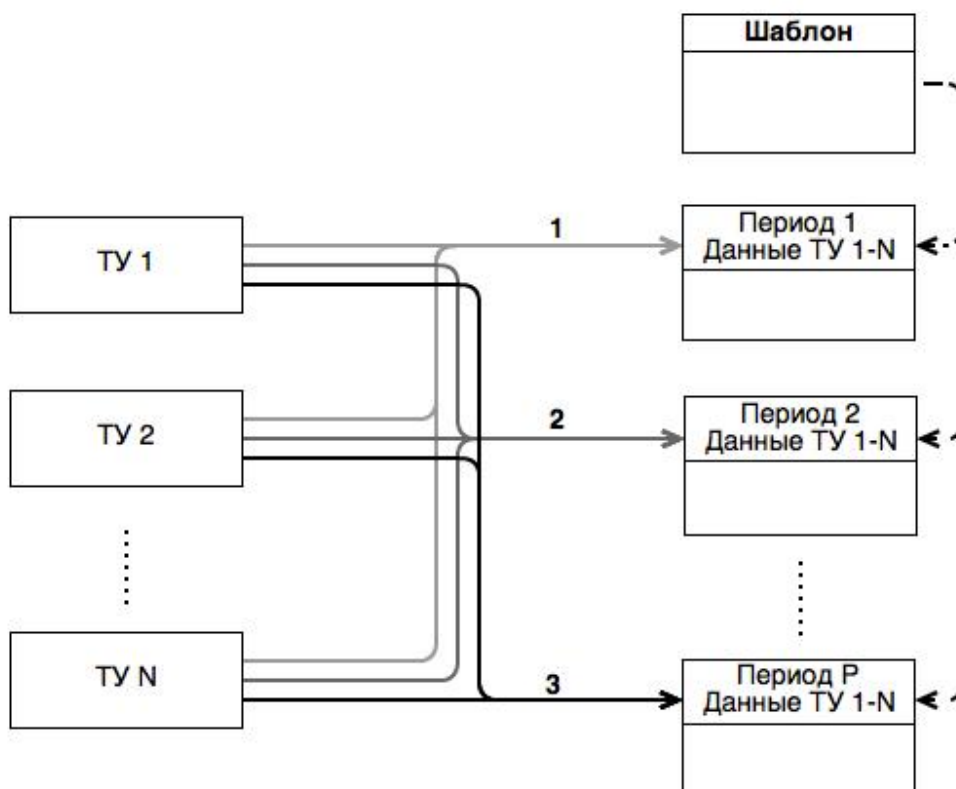 Шаблон
ТУ 1
1
Период 1
Данные ТУ 1-N
ТУ 2
2
Период 2
Данные ТУ 1-N
ТУ N
3
Период P
Данные ТУ 1-N